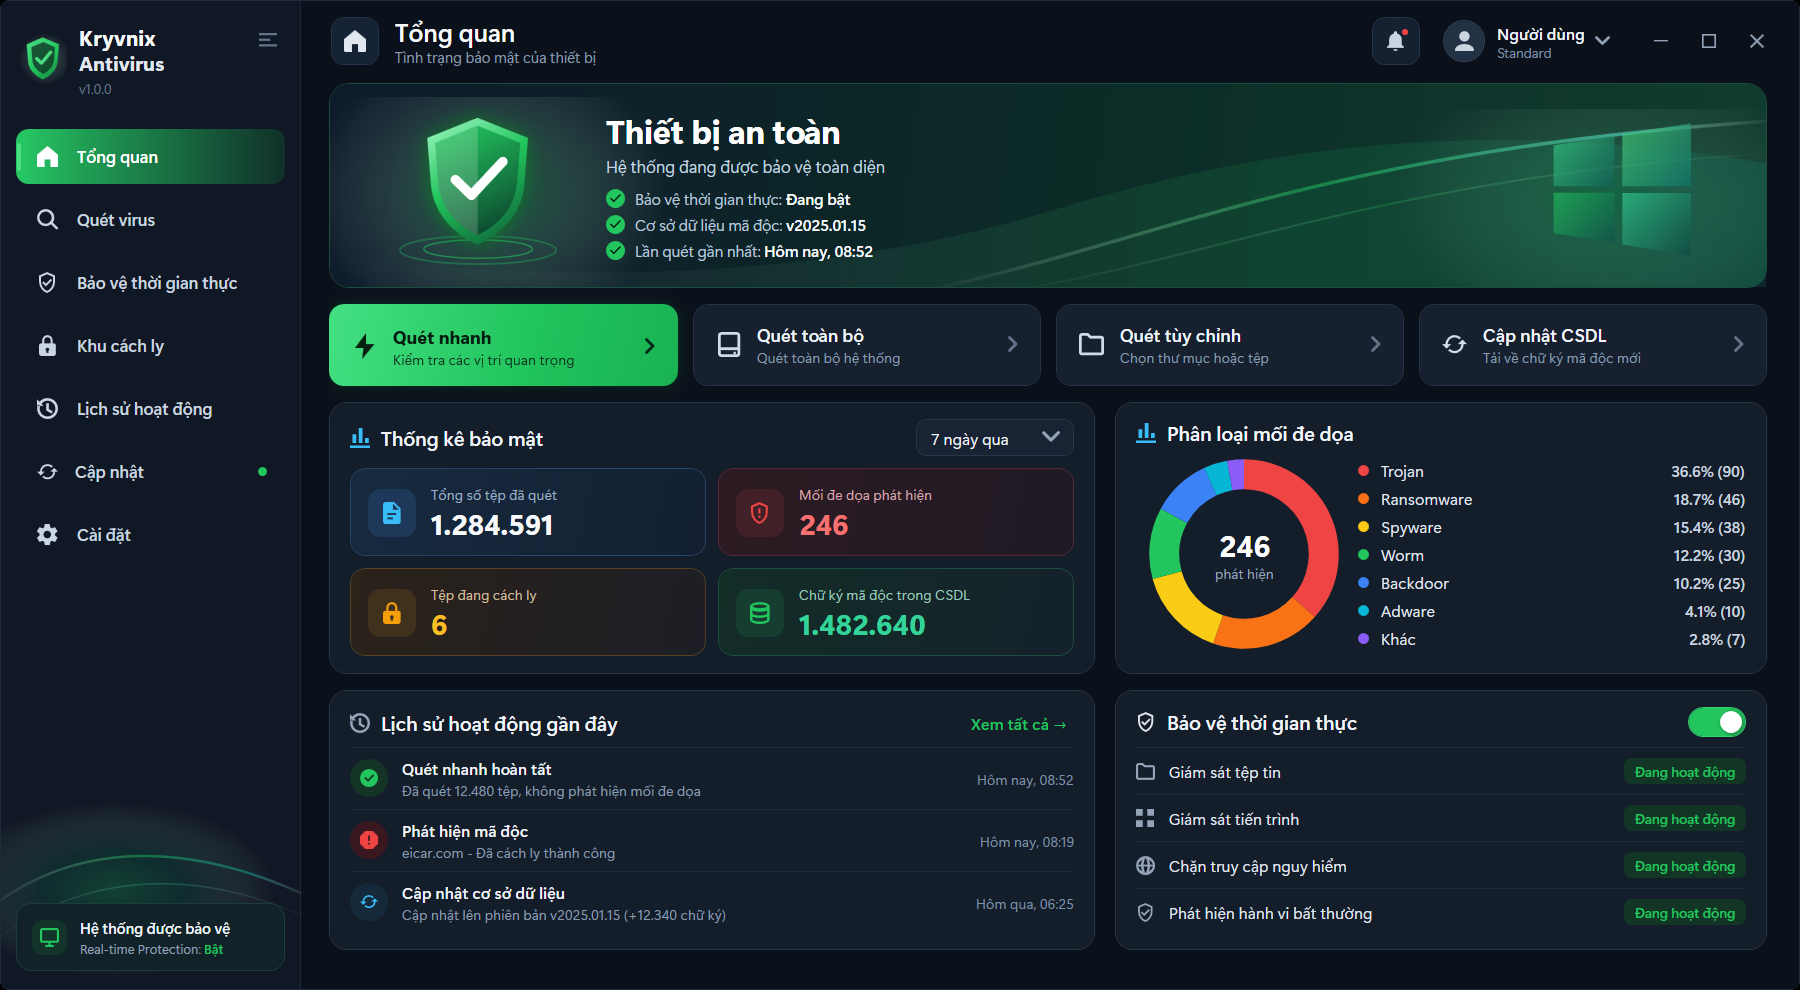 Kryvnix
Antivirus
v1.0.0
Tổng quan
Quét virus
Bảo vệ thời gian thực
Khu cách ly
Lịch sử hoạt động
Cập nhật
Cài đặt
Hệ thống được bảo vệ
Real-time Protection: Bật
Tổng quan
Tình trạng bảo mật của thiết bị
Người dùng
Standard
Thiết bị an toàn
Hệ thống đang được bảo vệ toàn diện
Bảo vệ thời gian thực: Đang bật
Cơ sở dữ liệu mã độc: v2025.01.15
Lần quét gần nhất: Hôm nay, 08:52
Quét nhanh
Kiểm tra các vị trí quan trọng
Quét toàn bộ
Quét toàn bộ hệ thống
Quét tùy chỉnh
Chọn thư mục hoặc tệp
Cập nhật CSDL
Tải về chữ ký mã độc mới
Thống kê bảo mật
7 ngày qua
Tổng số tệp đã quét
1.284.591
Mối đe dọa phát hiện
246
Tệp đang cách ly
6
Chữ ký mã độc trong CSDL
1.482.640
Phân loại mối đe dọa
246
phát hiện
Trojan 36.6% (90)
Ransomware 18.7% (46)
Spyware 15.4% (38)
Worm 12.2% (30)
Backdoor 10.2% (25)
Adware 4.1% (10)
Khác 2.8% (7)
Lịch sử hoạt động gần đây
Xem tất cả →
Quét nhanh hoàn tất
Đã quét 12.480 tệp, không phát hiện mối đe dọa
Hôm nay, 08:52
Phát hiện mã độc
eicar.com - Đã cách ly thành công
Hôm nay, 08:19
Cập nhật cơ sở dữ liệu
Cập nhật lên phiên bản v2025.01.15 (+12.340 chữ ký)
Hôm qua, 06:25
Bảo vệ thời gian thực
Giám sát tệp tin Đang hoạt động
Giám sát tiến trình Đang hoạt động
Chặn truy cập nguy hiểm Đang hoạt động
Phát hiện hành vi bất thường Đang hoạt động